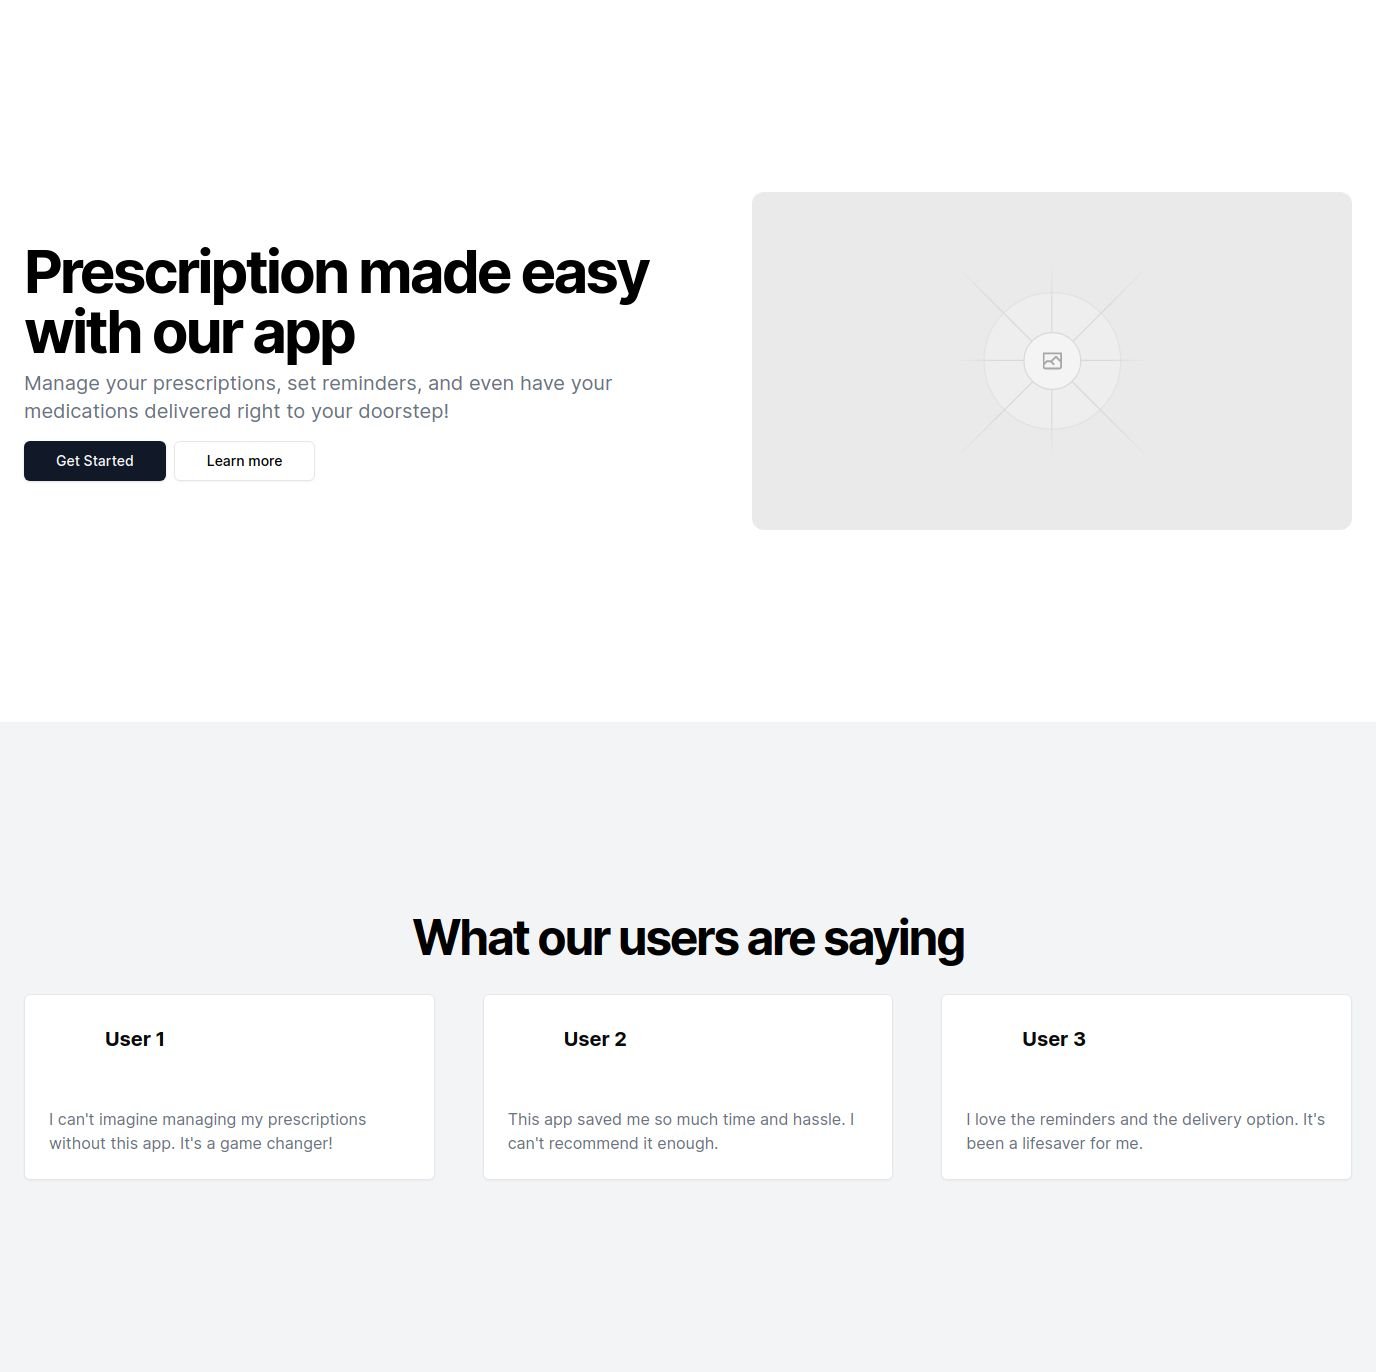 Prescription made easy
with our app
Manage your prescriptions, set reminders, and even have your
medications delivered right to your doorstep!
Get Started
Learn more
What our users are saying
User 1
I can't imagine managing my prescriptions
without this app. It's a game changer!
User 2
This app saved me so much time and hassle. I
can't recommend it enough.
User 3
I love the reminders and the delivery option. It's
been a lifesaver for me.